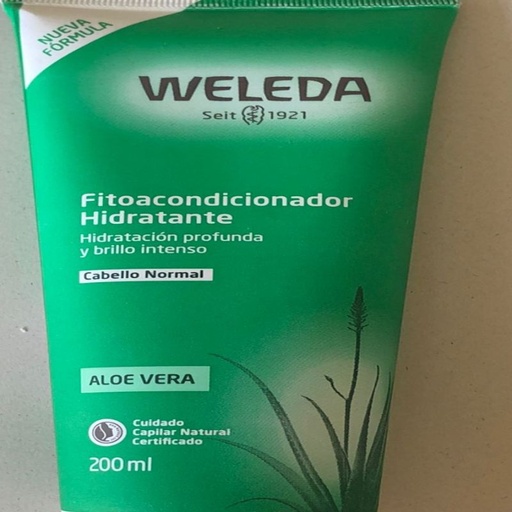 NUEVA
FÓRMULA
WELEDA
Seit 1921
Fitoacondicionador
Hidratante
Hidratación profunda
y brillo intenso
Cabello Normal
ALOE VERA
Cuidado
Capilar Natural
Certificado
200 ml